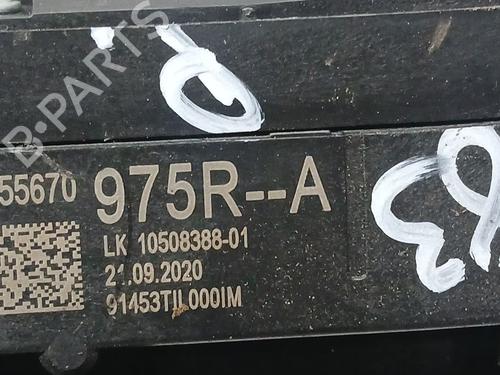 B-PARTS
55670 975R--A
LK 10508388-01
21.09.2020
91453TIL000IM